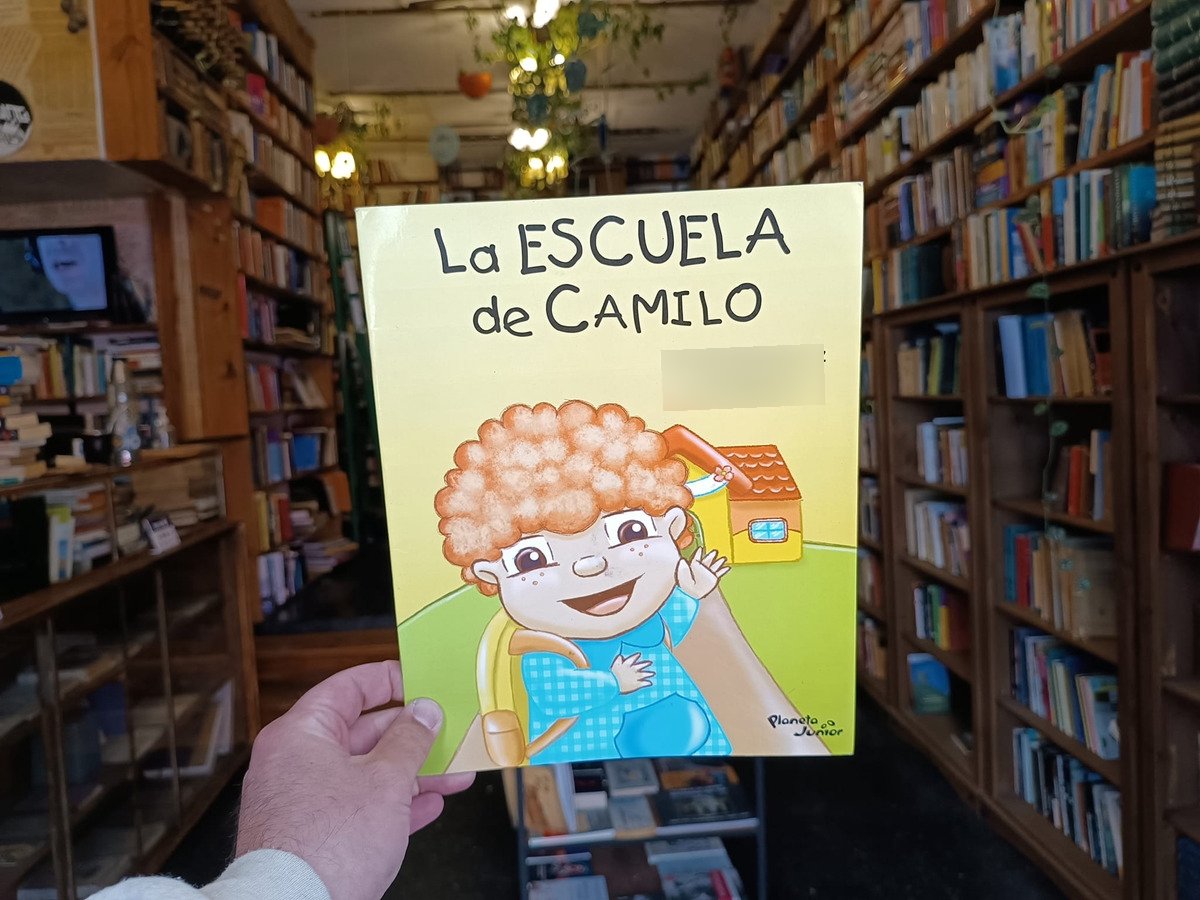 La ESCUELA
de CAMILO
Planeta
Junior